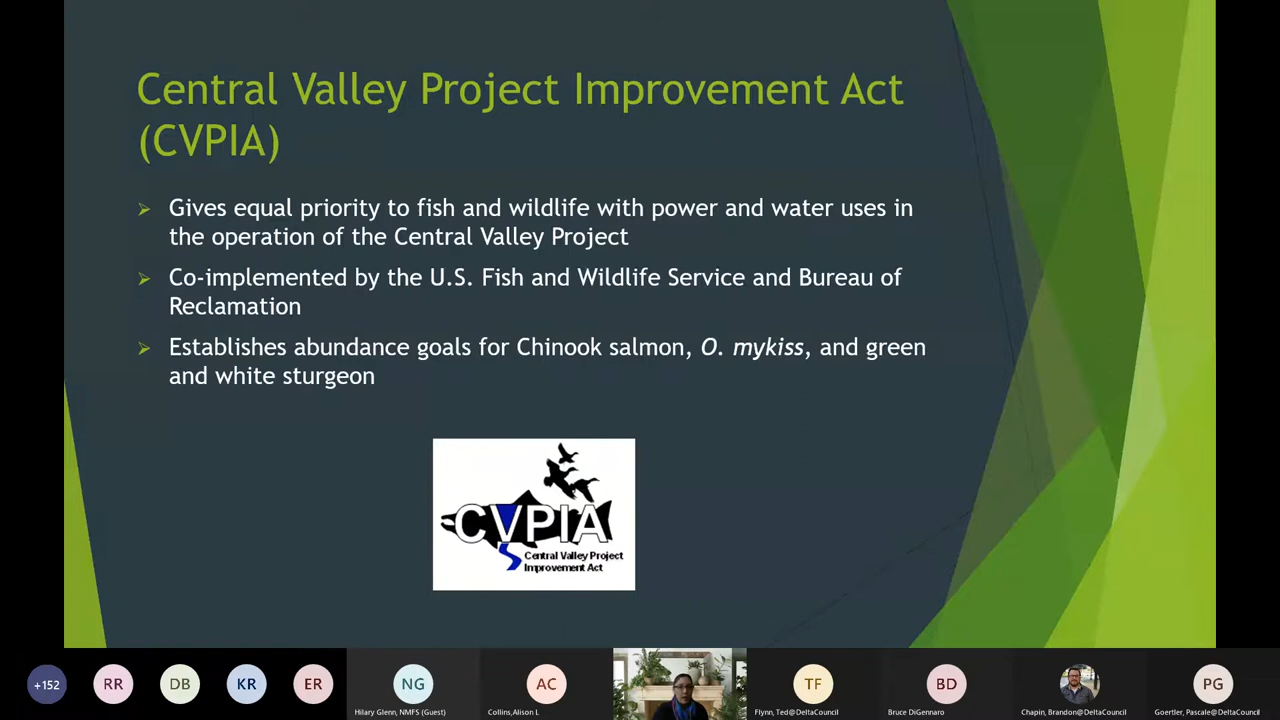 Central Valley Project Improvement Act
(CVPIA)
Gives equal priority to fish and wildlife with power and water uses in
the operation of the Central Valley Project
Co-implemented by the U.S. Fish and Wildlife Service and Bureau of
Reclamation
Establishes abundance goals for Chinook salmon, O. mykiss, and green
and white sturgeon
CVPIA
Central Valley Project
Improvement Act
+152
RR
DB
KR
ER
NG
AC
TF
BD
PG
Hilary Glenn, NMFS (Guest)
Collins, Alison L
Flynn, Ted@DeltaCouncil
Bruce DiGennaro
Chapin, Brandon@DeltaCouncil
Goertler, Pascale@DeltaCouncil